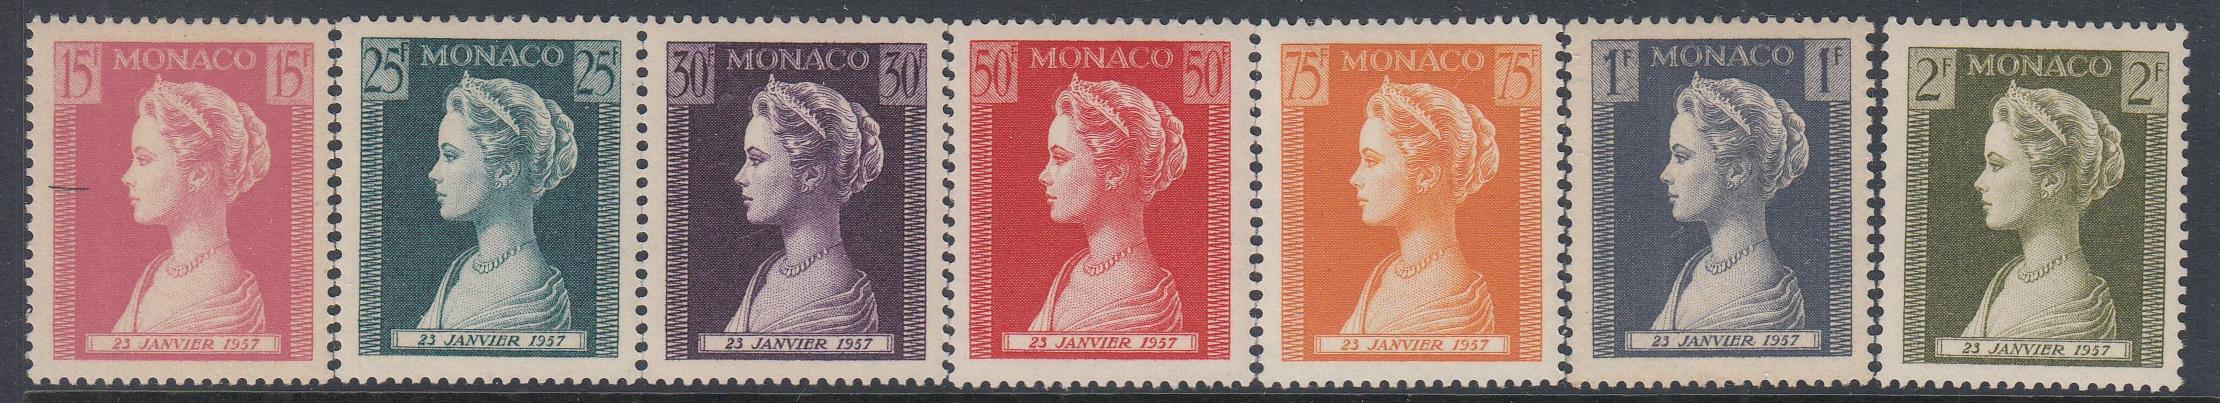 15F MONACO 15F
23 JANVIER 1957
25F MONACO 25F
23 JANVIER 1957
30F MONACO 30F
23 JANVIER 1957
50F MONACO 50F
23 JANVIER 1957
75F MONACO 75F
23 JANVIER 1957
1F MONACO 1F
23 JANVIER 1957
2F MONACO 2F
23 JANVIER 1957